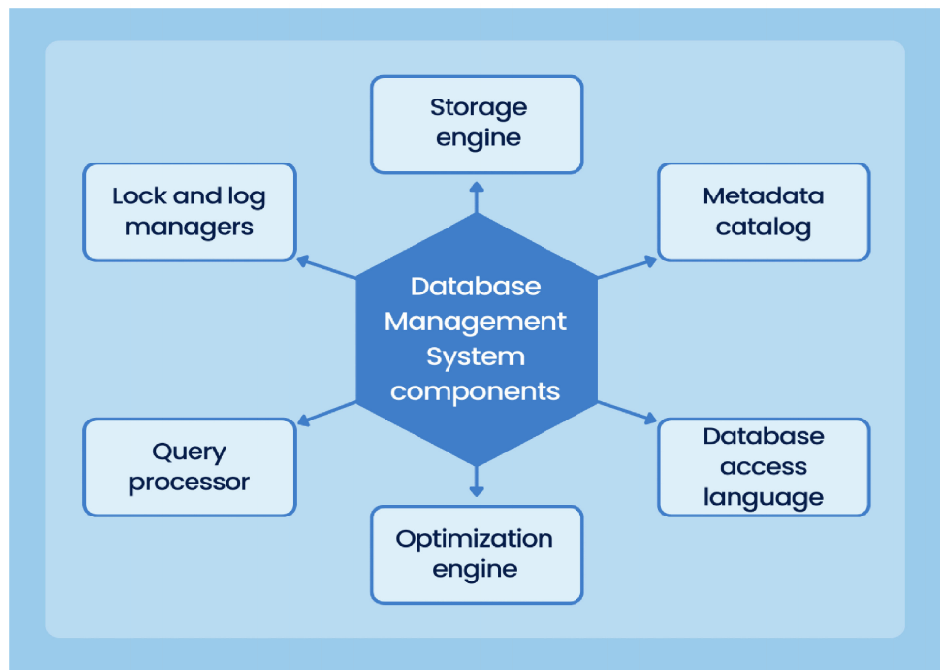 Storage
engine
Lock and log
managers
Metadata
catalog
Database
Management
System
components
Query
processor
Database
access
language
Optimization
engine